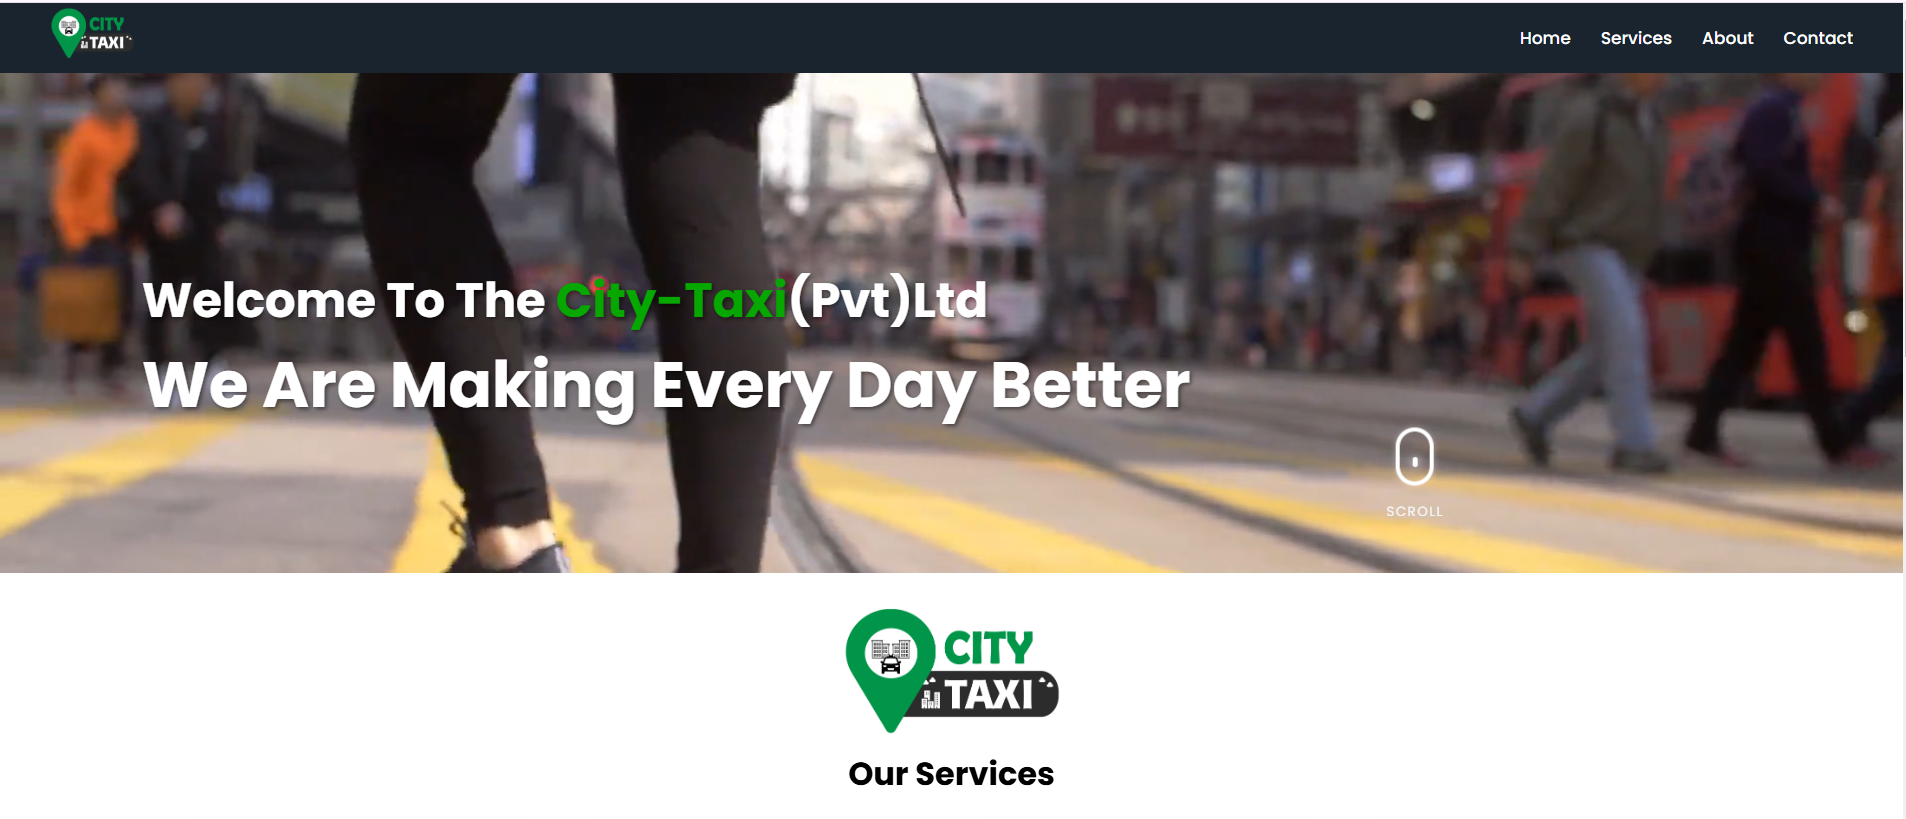 CITY
TAXI
Home Services About Contact
Welcome To The City-Taxi(Pvt)Ltd
We Are Making Every Day Better
SCROLL
CITY
TAXI
Our Services